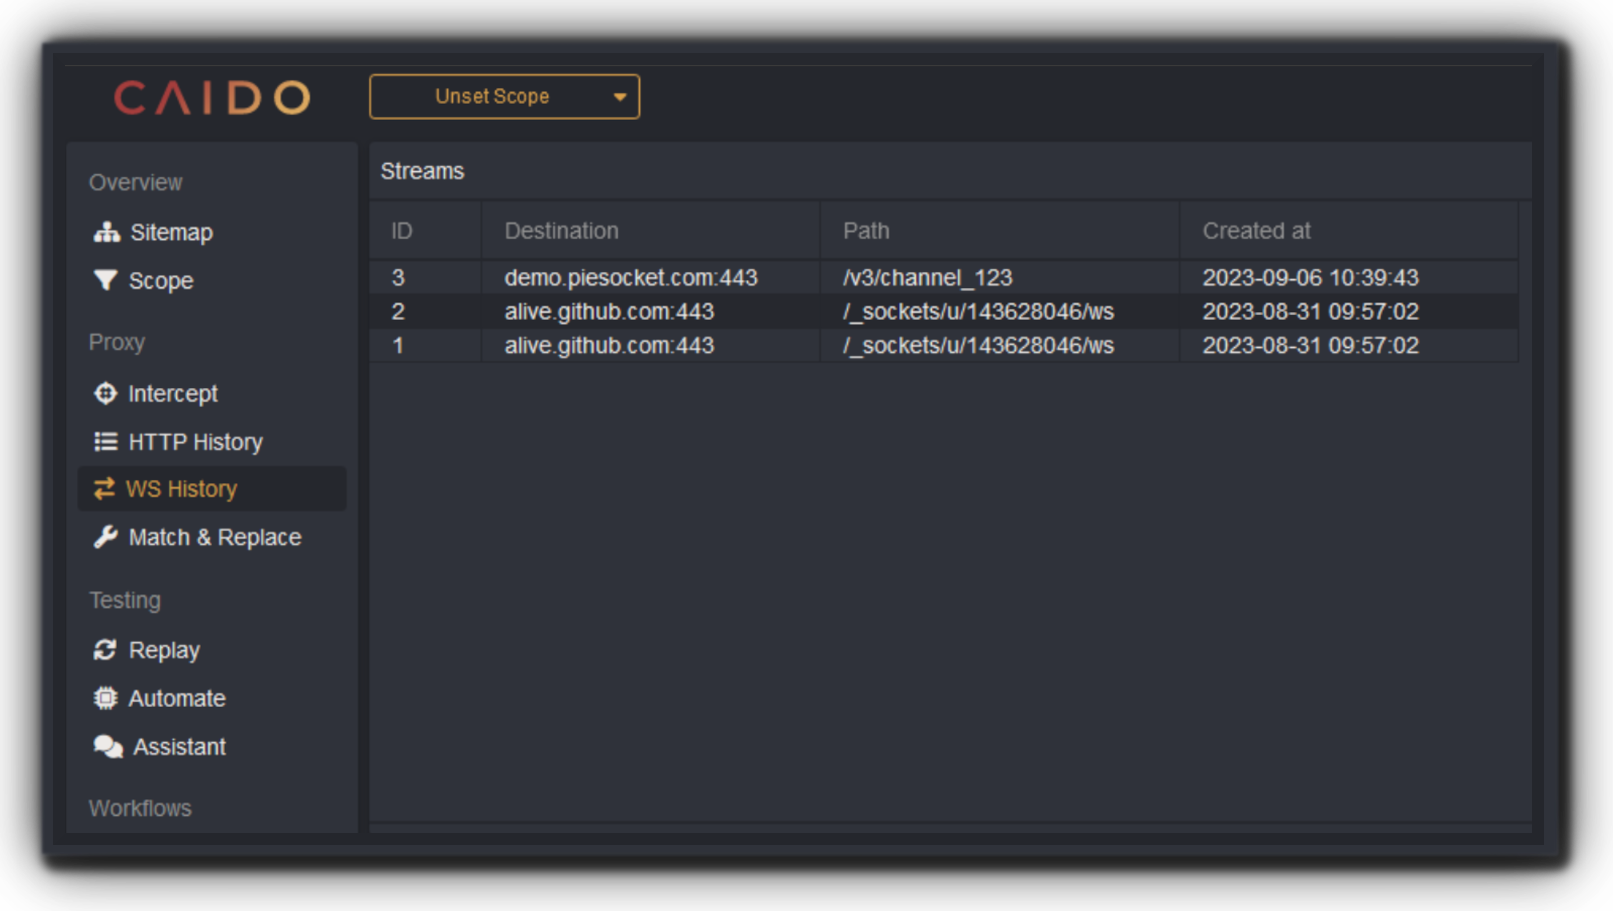 CAIDO
Unset Scope
Overview
Sitemap
Scope
Proxy
Intercept
HTTP History
WS History
Match & Replace
Testing
Replay
Automate
Assistant
Workflows
Streams
ID Destination Path Created at
3 demo.piesocket.com:443 /v3/channel_123 2023-09-06 10:39:43
2 alive.github.com:443 /_sockets/u/143628046/ws 2023-08-31 09:57:02
1 alive.github.com:443 /_sockets/u/143628046/ws 2023-08-31 09:57:02